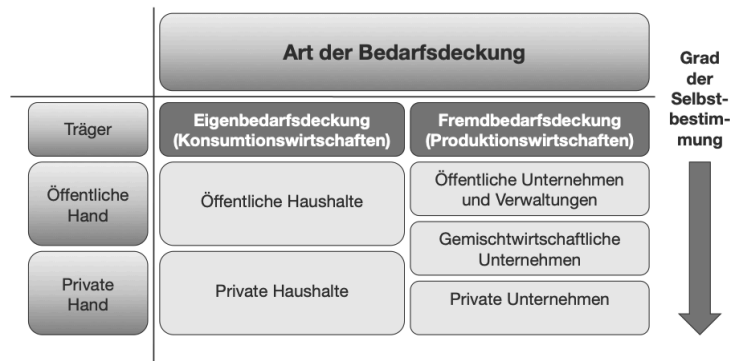 Art der Bedarfsdeckung
Grad
der
Selbst-
bestim-
mung
Träger
Eigenbedarfsdeckung
(Konsumtionswirtschaften)
Fremdbedarfsdeckung
(Produktionswirtschaften)
Öffentliche
Hand
Öffentliche Haushalte
Öffentliche Unternehmen
und Verwaltungen
Gemischtwirtschaftliche
Unternehmen
Private
Hand
Private Haushalte
Private Unternehmen